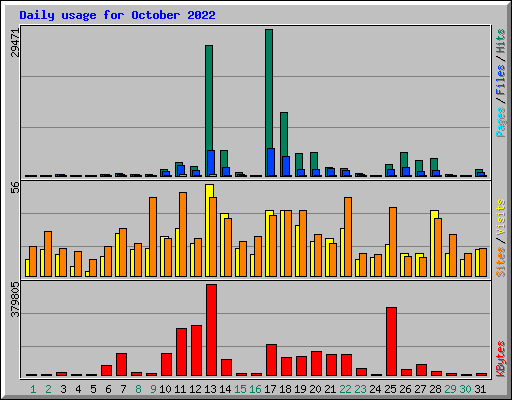 Daily usage for October 2022
29471
Pages / Files / Hits
56
Sites / Visits
379805
KBytes
1 2 3 4 5 6 7 8 9 10 11 12 13 14 15 16 17 18 19 20 21 22 23 24 25 26 27 28 29 30 31